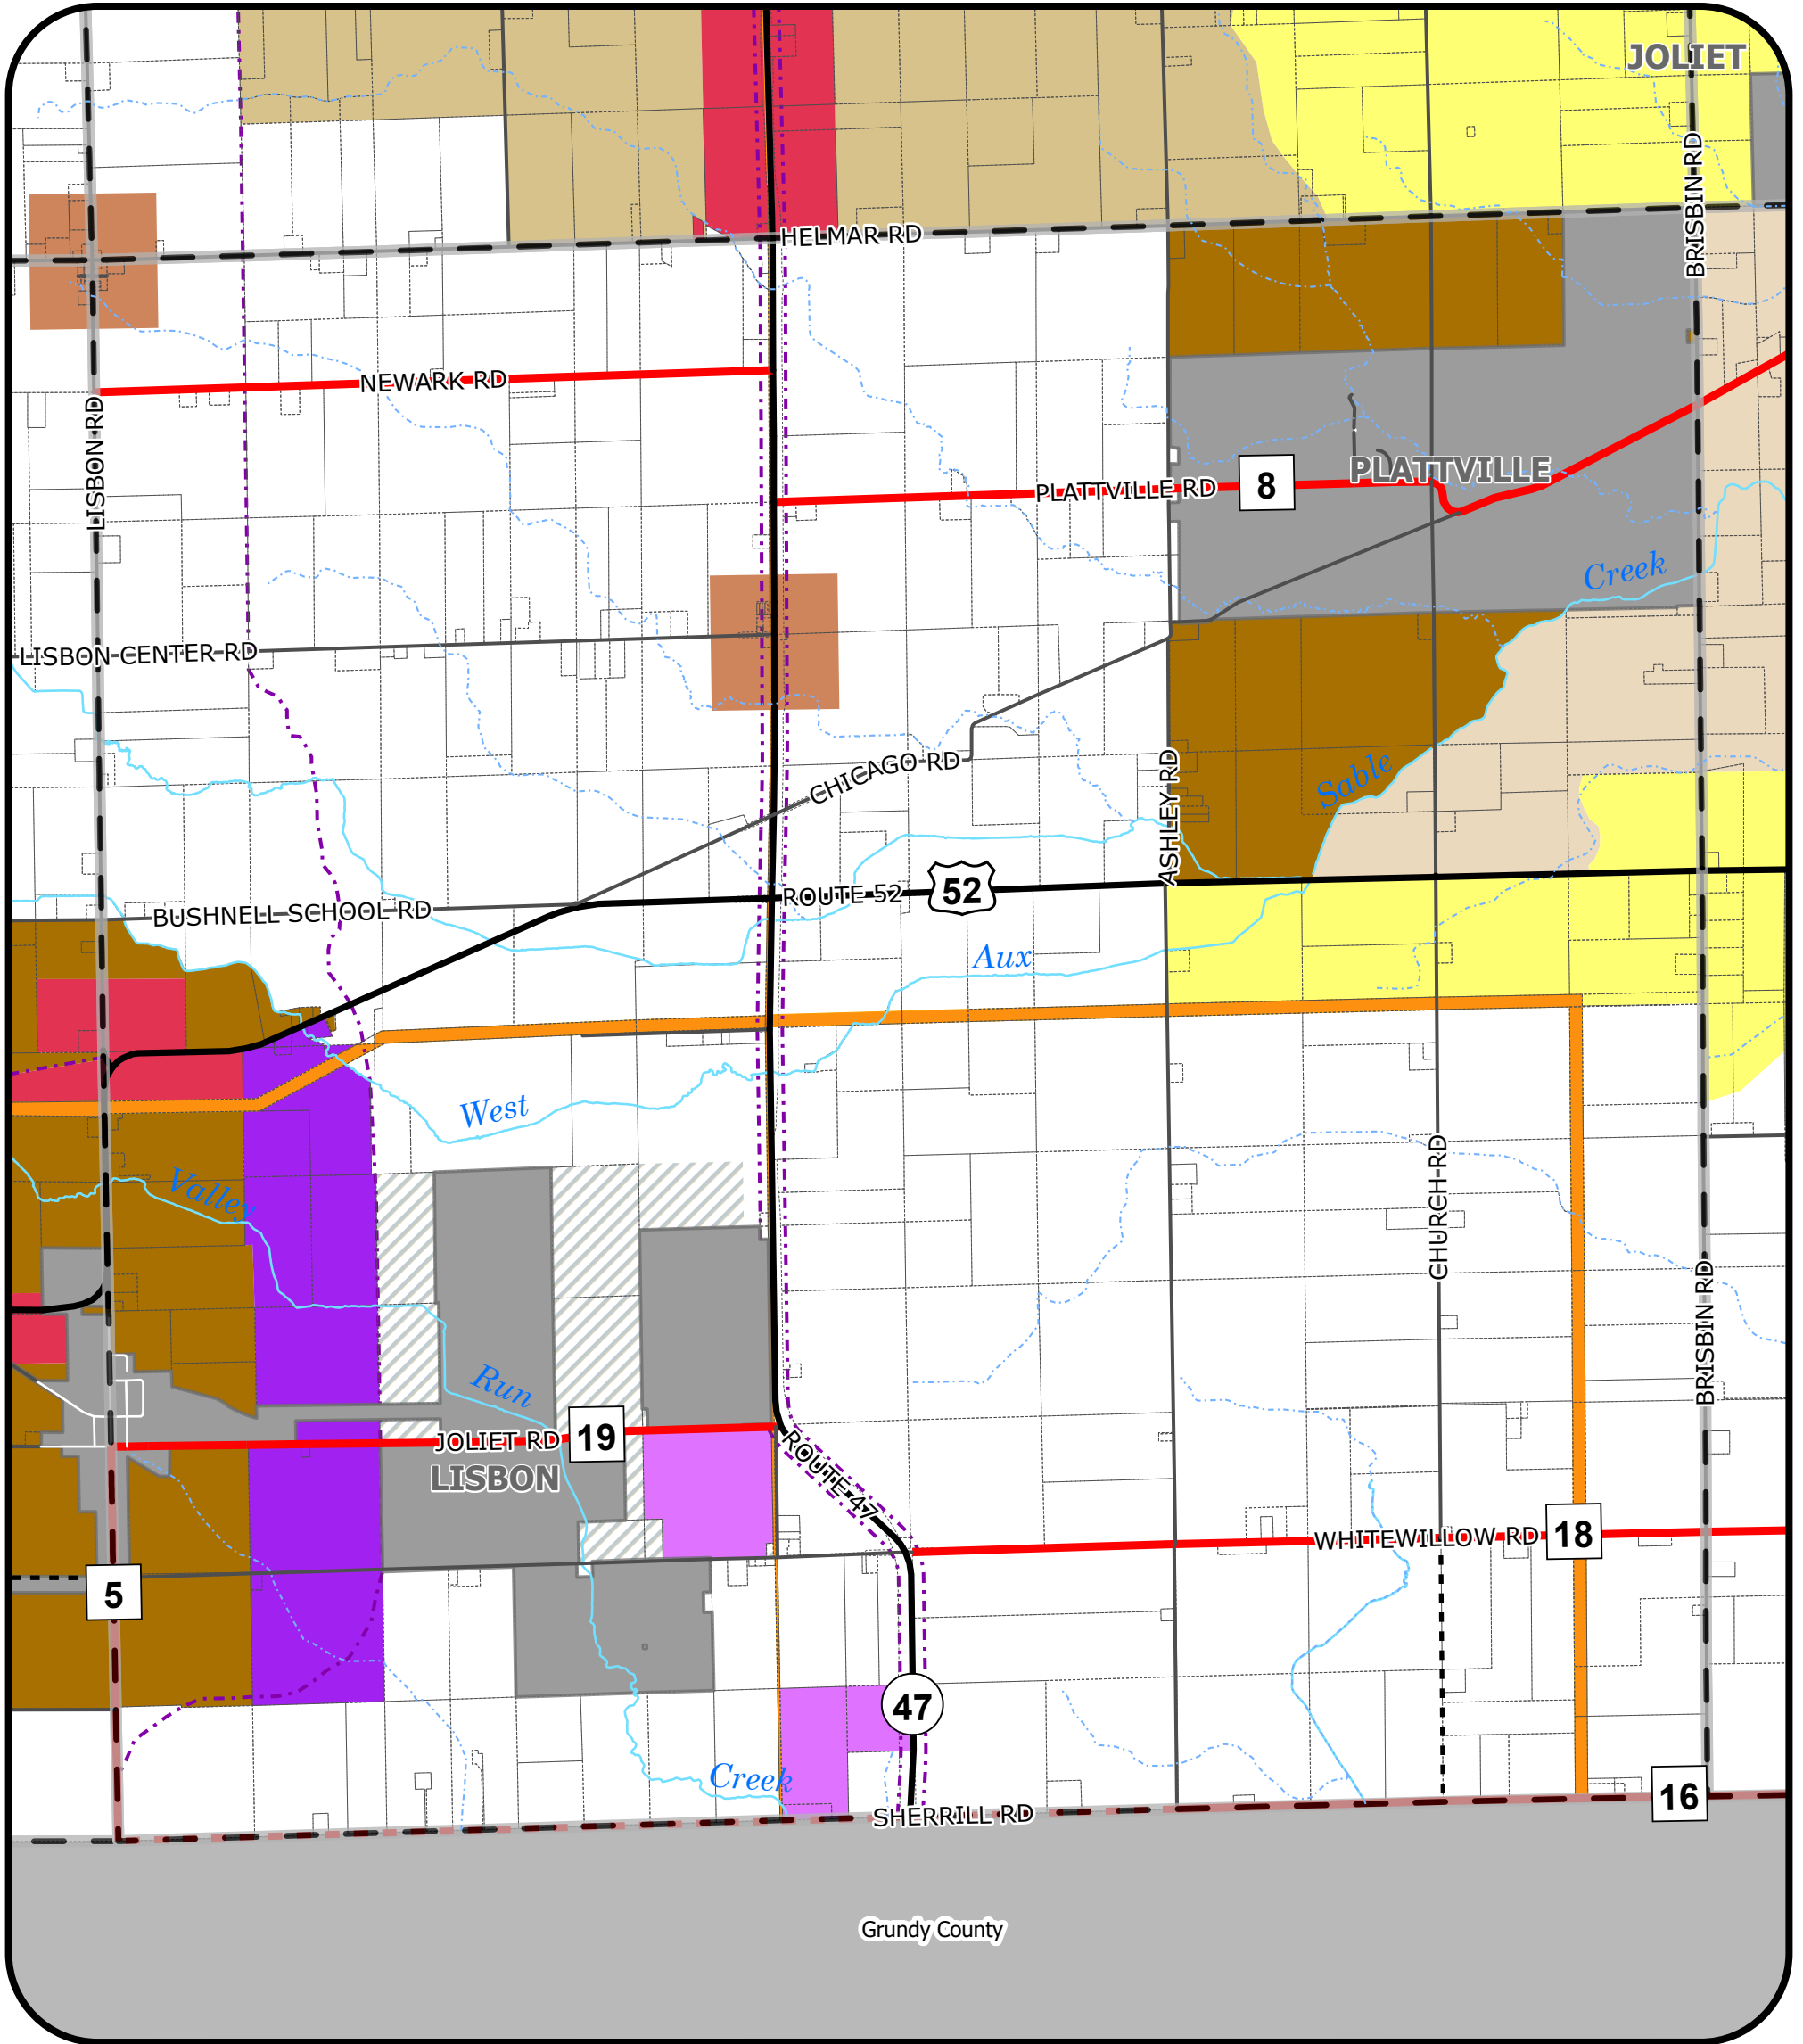 JOLIET
BRISBIN RD
HELMAR RD
NEWARK RD
LISBON RD
PLATTVILLE
PLATTVILLE RD
8
Creek
LISBON CENTER RD
CHICAGO RD
Sable
ASHLEY RD
ROUTE 52
52
BUSHNELL SCHOOL RD
Aux
West
CHURCH RD
Valley
BRISBIN RD
Run
JOLIET RD
19
LISBON
ROUTE 47
WHITEWILLOW RD
18
5
47
Creek
16
SHERRILL RD
Grundy County